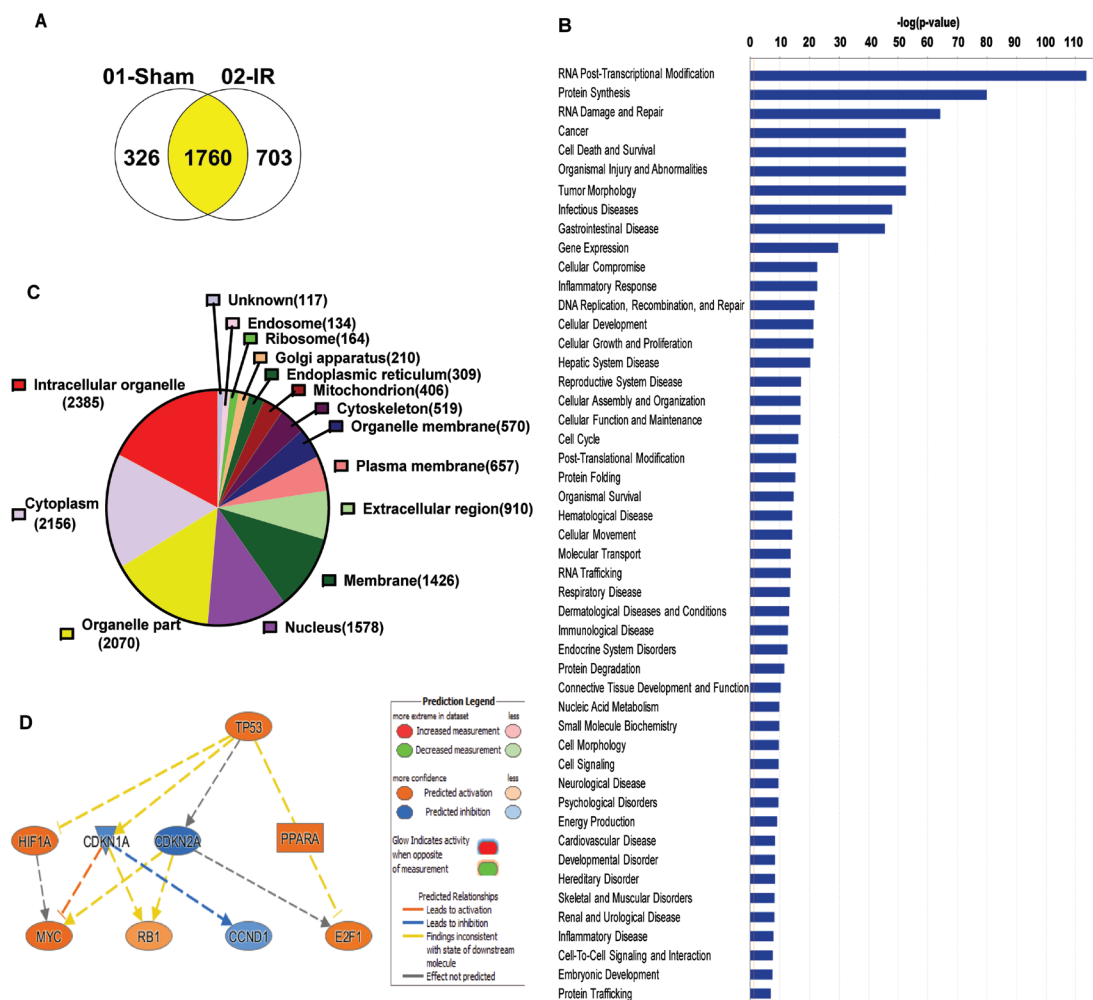 A
01-Sham 02-IR
326 1760 703
B
-log(p-value)
0 10 20 30 40 50 60 70 80 90 100 110
RNA Post-Transcriptional Modification
Protein Synthesis
RNA Damage and Repair
Cancer
Cell Death and Survival
Organismal Injury and Abnormalities
Tumor Morphology
Infectious Diseases
Gastrointestinal Disease
Gene Expression
Cellular Compromise
Inflammatory Response
DNA Replication, Recombination, and Repair
Cellular Development
Cellular Growth and Proliferation
Hepatic System Disease
Reproductive System Disease
Cellular Assembly and Organization
Cellular Function and Maintenance
Cell Cycle
Post-Translational Modification
Protein Folding
Organismal Survival
Hematological Disease
Cellular Movement
Molecular Transport
RNA Trafficking
Respiratory Disease
Dermatological Diseases and Conditions
Immunological Disease
Endocrine System Disorders
Protein Degradation
Connective Tissue Development and Function
Nucleic Acid Metabolism
Small Molecule Biochemistry
Cell Morphology
Cell Signaling
Neurological Disease
Psychological Disorders
Energy Production
Cardiovascular Disease
Developmental Disorder
Hereditary Disorder
Skeletal and Muscular Disorders
Renal and Urological Disease
Inflammatory Disease
Cell-To-Cell Signaling and Interaction
Embryonic Development
Protein Trafficking
C
Unknown(117)
Endosome(134)
Ribosome(164)
Golgi apparatus(210)
Endoplasmic reticulum(309)
Mitochondrion(406)
Cytoskeleton(519)
Organelle membrane(570)
Plasma membrane(657)
Extracellular region(910)
Membrane(1426)
Nucleus(1578)
Organelle part
(2070)
Cytoplasm
(2156)
Intracellular organelle
(2385)
D
TP53
HIF1A CDKN1A CDKN2A PPARA
MYC RB1 CCND1 E2F1
Prediction Legend
more extreme in dataset less
Increased measurement
Decreased measurement
more confidence less
Predicted activation
Predicted inhibition
Glow Indicates activity
when opposite
of measurement
Predicted Relationships
Leads to activation
Leads to inhibition
Findings inconsistent
with state of downstream
molecule
Effect not predicted